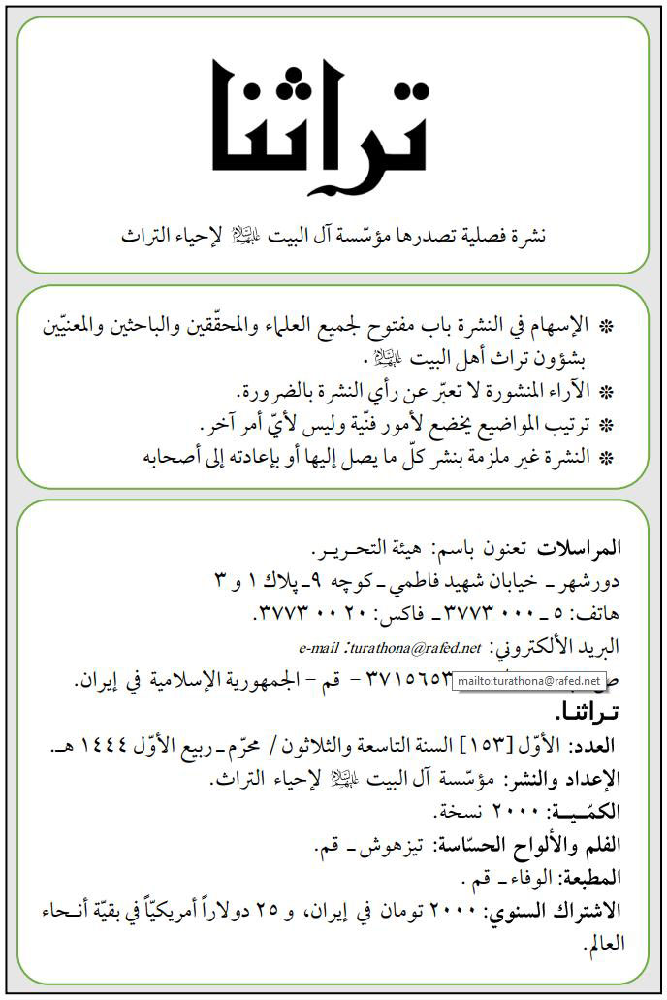 تراثنا
نشرة فصلية تصدرها مؤسّسة آل البيت عليهم‌السلام لإحياء التراث
❊ الإسهام في النشرة باب مفتوح لجميع العلماء والمحقّقين والباحثين والمعنيّين
بشؤون تراث أهل البيت عليهم‌السلام .
❊ الآراء المنشورة لا تعبّر عن رأي النشرة بالضرورة.
❊ ترتيب المواضيع يخضع لأمور فنّية وليس لأيّ أمر آخر.
❊ النشرة غير ملزمة بنشر كلّ ما يصل إليها أو بإعادته إلى أصحابه
المراسلات تعنون باسم: هيئة التحـريـر.
دورشهر ـ خيابان شهيد فاطمي ـ كوچه ٩ ـ پلاك ١ و ٣
هاتف: ٥ ـ ٠٠٠ ٣٧٧٣ ـ فاكس: ٢٠ ٠٠ ٣٧٧٣.
البريد الألكتروني: e-mail :turathona@rafed.net
٣٧١٥٦٥٣ – قم – الجمهورية الإسلامية في إيران.
mailto:turathona@rafed.net
تـراثنـا.
العدد: الأوّل [١٥٣] السنة التاسعة والثلاثون / محرّم ـ ربيع الأوّل ١٤٤٤ هـ.
الإعداد والنشر: مؤسّسة آل البيت عليهم‌السلام لإحياء التراث.
الكمّـيـة: ٢٠٠٠ نسخة.
الفلم والألواح الحسّاسة: تيزهوش ـ قم.
المطبعة: الوفاء ـ قم .
الاشتراك السنوي: ٢٠٠٠ تومان في إيران، و ٢٥ دولاراً أمريكيّاً في بقيّة أنـحاء
العالم.